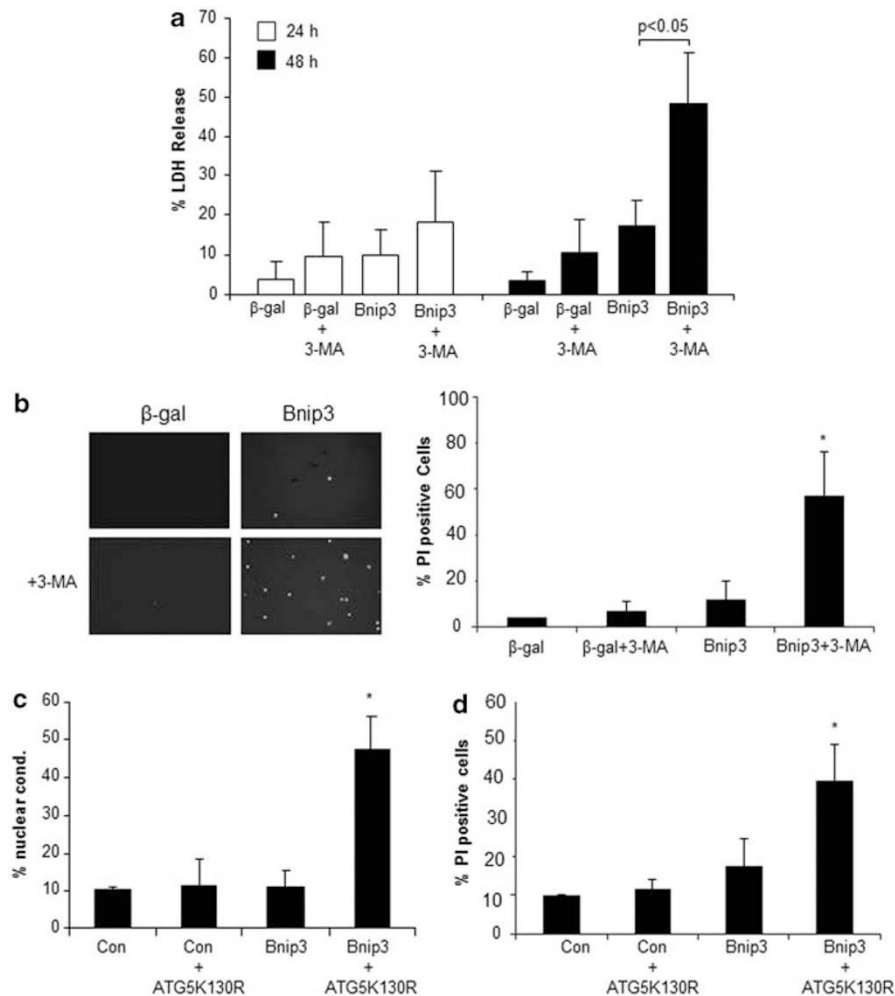 a
70
60
50
40
30
20
10
0
% LDH Release
24 h
48 h
p<0.05
β-gal
β-gal
+
3-MA
Bnip3
Bnip3
+
3-MA
β-gal
β-gal
+
3-MA
Bnip3
Bnip3
+
3-MA
b
β-gal
Bnip3
+3-MA
100
80
60
40
20
0
% PI positive Cells
*
β-gal
β-gal+3-MA
Bnip3
Bnip3+3-MA
c
60
50
40
30
20
10
0
% nuclear cond.
*
Con
Con
+
ATG5K130R
Bnip3
Bnip3
+
ATG5K130R
d
60
50
40
30
20
10
0
% PI positive cells
*
Con
Con
+
ATG5K130R
Bnip3
Bnip3
+
ATG5K130R